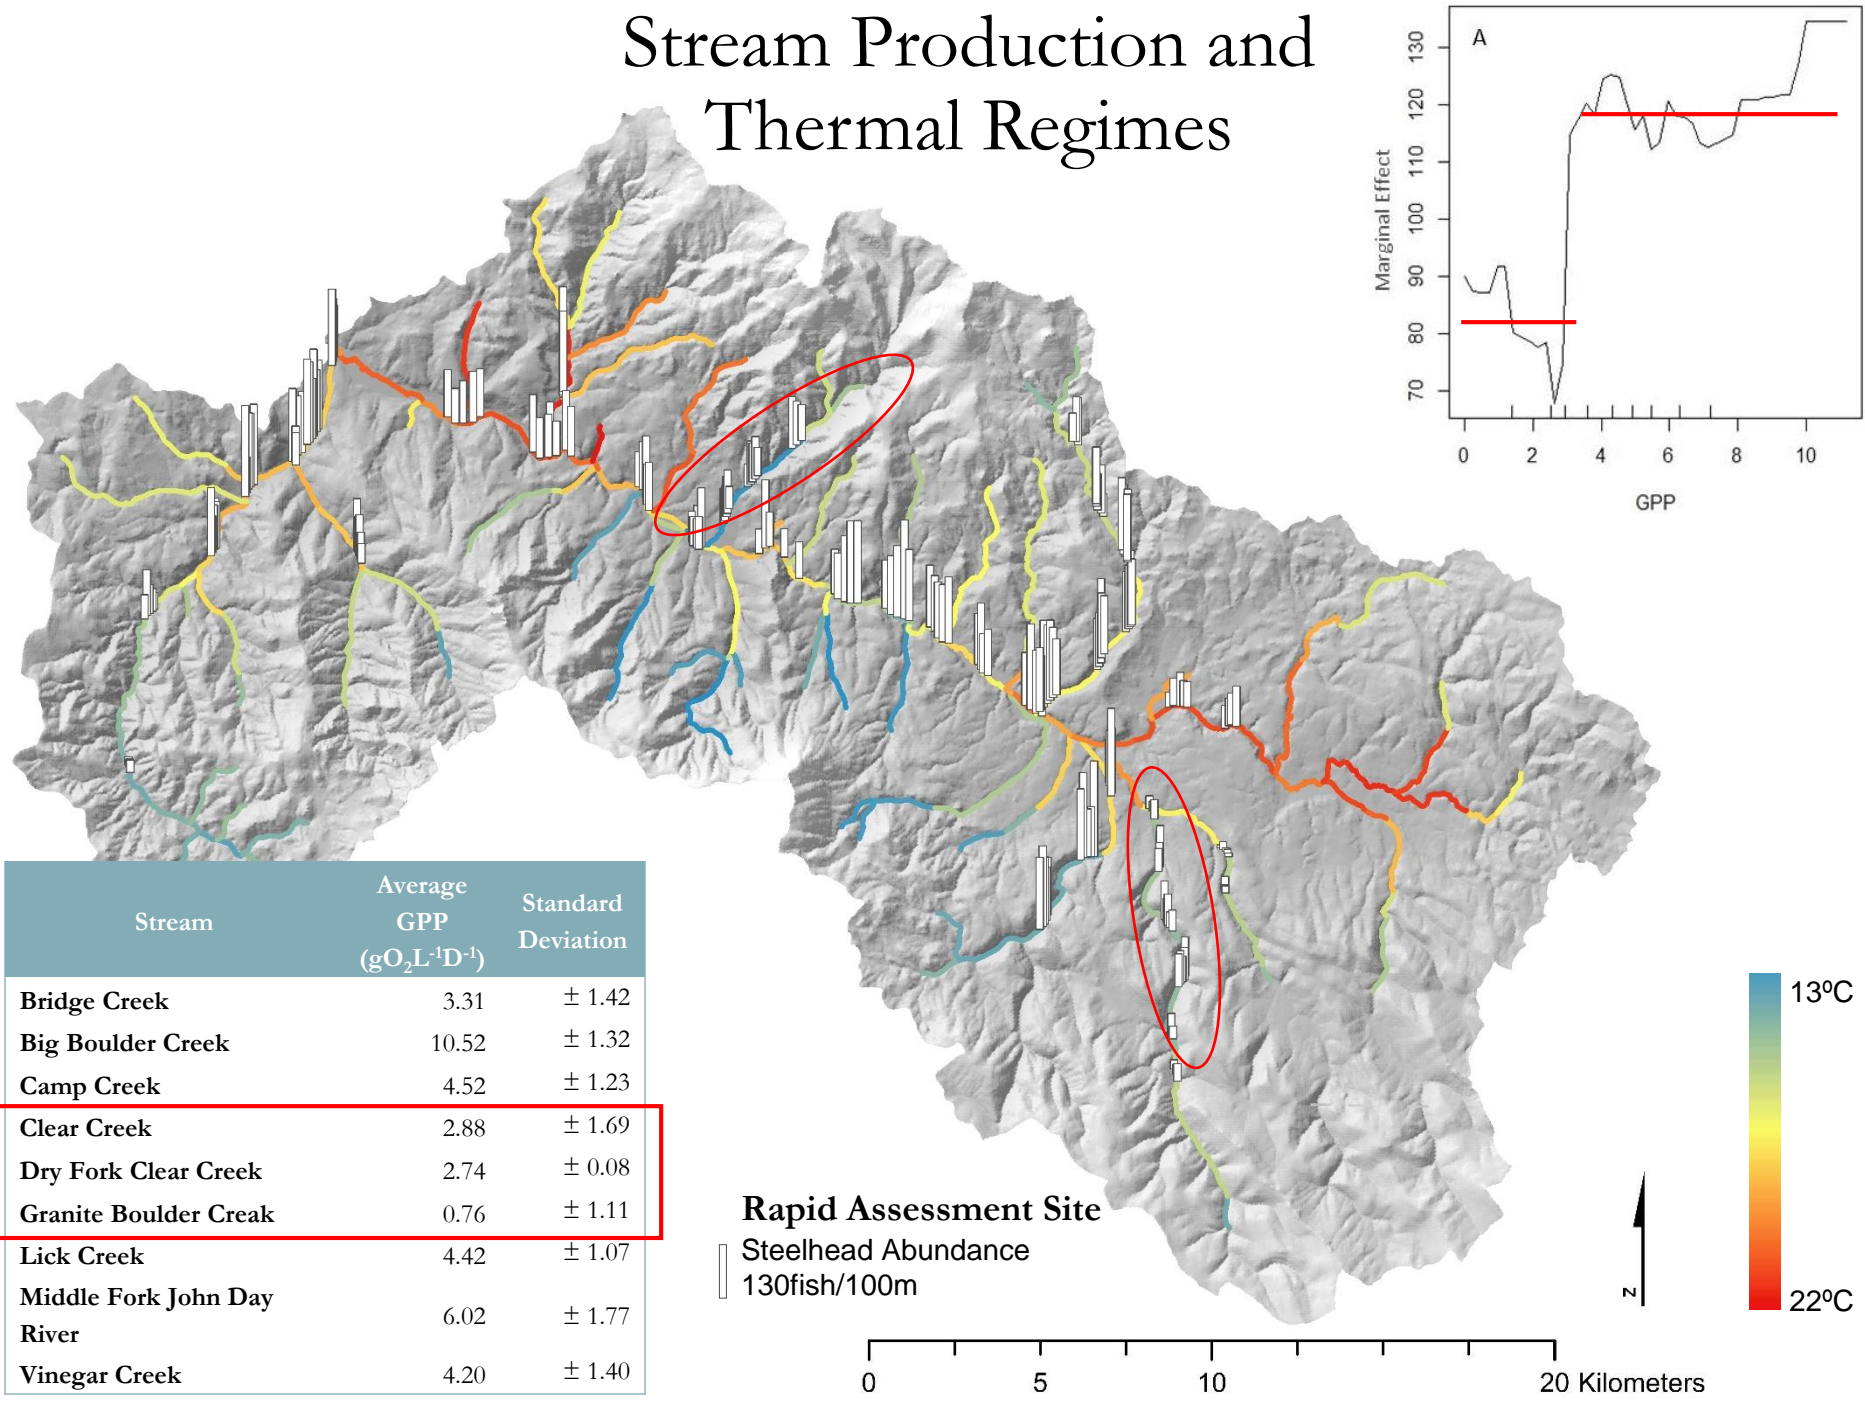 Stream Production and
Thermal Regimes
A
Marginal Effect
130
120
110
100
90
80
70
0 2 4 6 8 10
GPP
Stream Average GPP (gO₂L⁻¹D⁻¹) Standard Deviation
Bridge Creek 3.31 ± 1.42
Big Boulder Creek 10.52 ± 1.32
Camp Creek 4.52 ± 1.23
Clear Creek 2.88 ± 1.69
Dry Fork Clear Creek 2.74 ± 0.08
Granite Boulder Creak 0.76 ± 1.11
Lick Creek 4.42 ± 1.07
Middle Fork John Day
River 6.02 ± 1.77
Vinegar Creek 4.20 ± 1.40
Rapid Assessment Site
Steelhead Abundance
130fish/100m
13ºC
22ºC
N
0 5 10 20 Kilometers